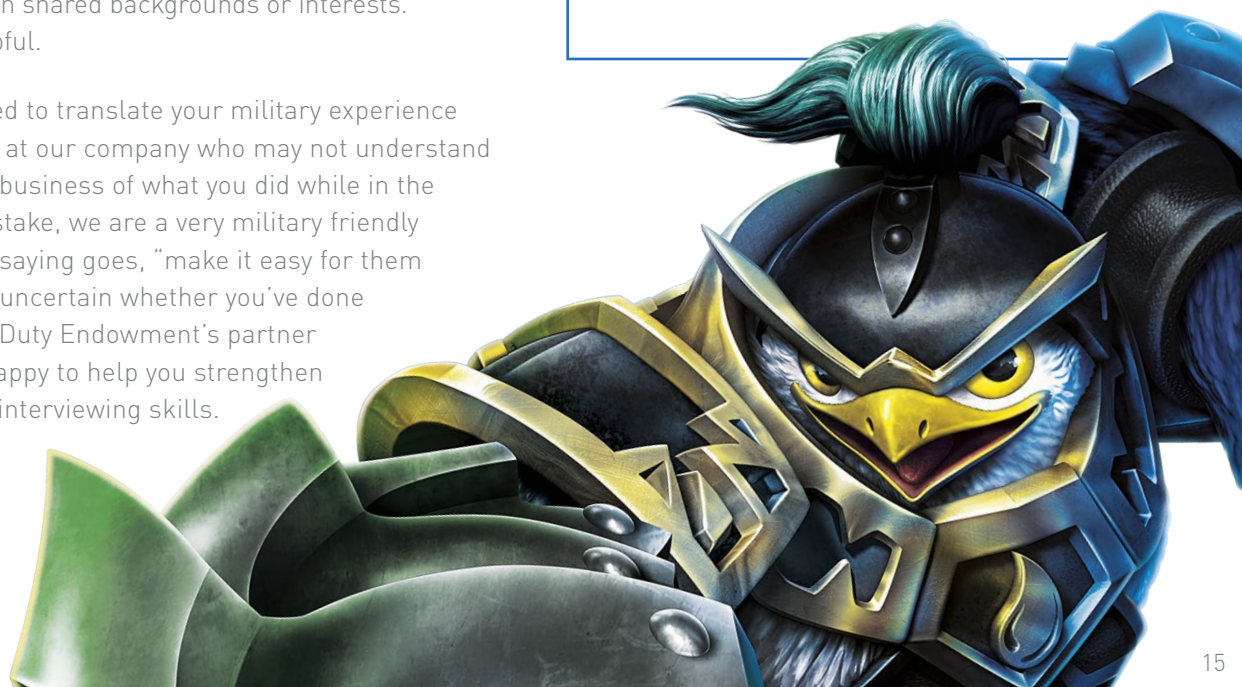 n shared backgrounds or interests.
ful.
ed to translate your military experience
at our company who may not understand
business of what you did while in the
stake, we are a very military friendly
saying goes, “make it easy for them
uncertain whether you’ve done
Duty Endowment’s partner
appy to help you strengthen
interviewing skills.
15